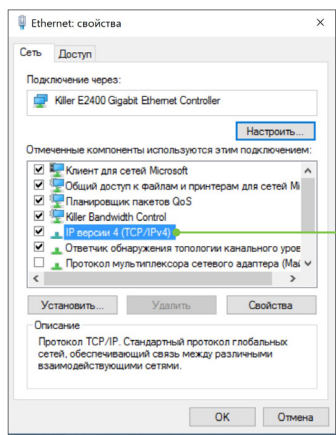 Ethernet: свойства
Сеть
Доступ
Подключение через:
Killer E2400 Gigabit Ethernet Controller
Настроить...
Отмеченные компоненты используются этим подключением:
Клиент для сетей Microsoft
Общий доступ к файлам и принтерам для сетей Mi
Планировщик пакетов QoS
Killer Bandwidth Control
IP версии 4 (TCP/IPv4)
Ответчик обнаружения топологии канального уров
Протокол мультиплексора сетевого адаптера (Май
Установить...
Удалить
Свойства
Описание
Протокол TCP/IP. Стандартный протокол глобальных
сетей, обеспечивающий связь между различными
взаимодействующими сетями.
OK
Отмена